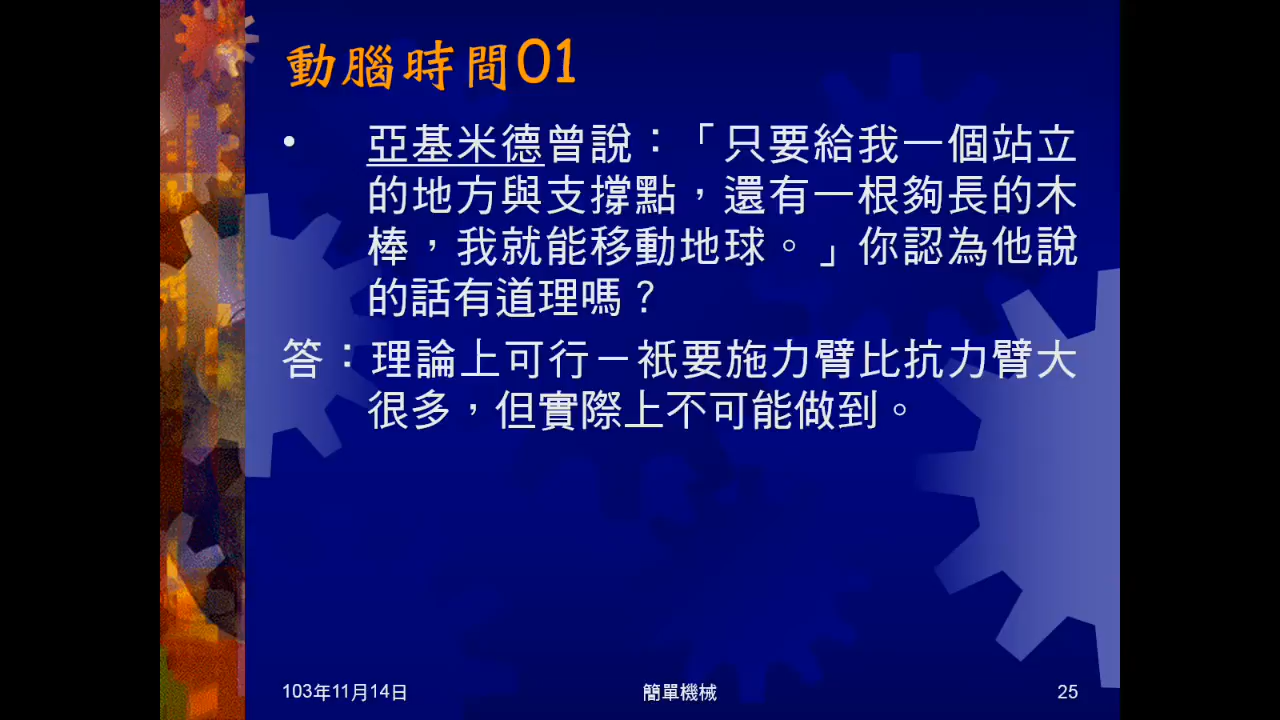 動腦時間01
• 亞基米德曾說：「只要給我一個站立
的地方與支撐點，還有一根夠長的木
棒，我就能移動地球。」你認為他說
的話有道理嗎？
答：理論上可行－祇要施力臂比抗力臂大
很多，但實際上不可能做到。
103年11月14日 簡單機械 25